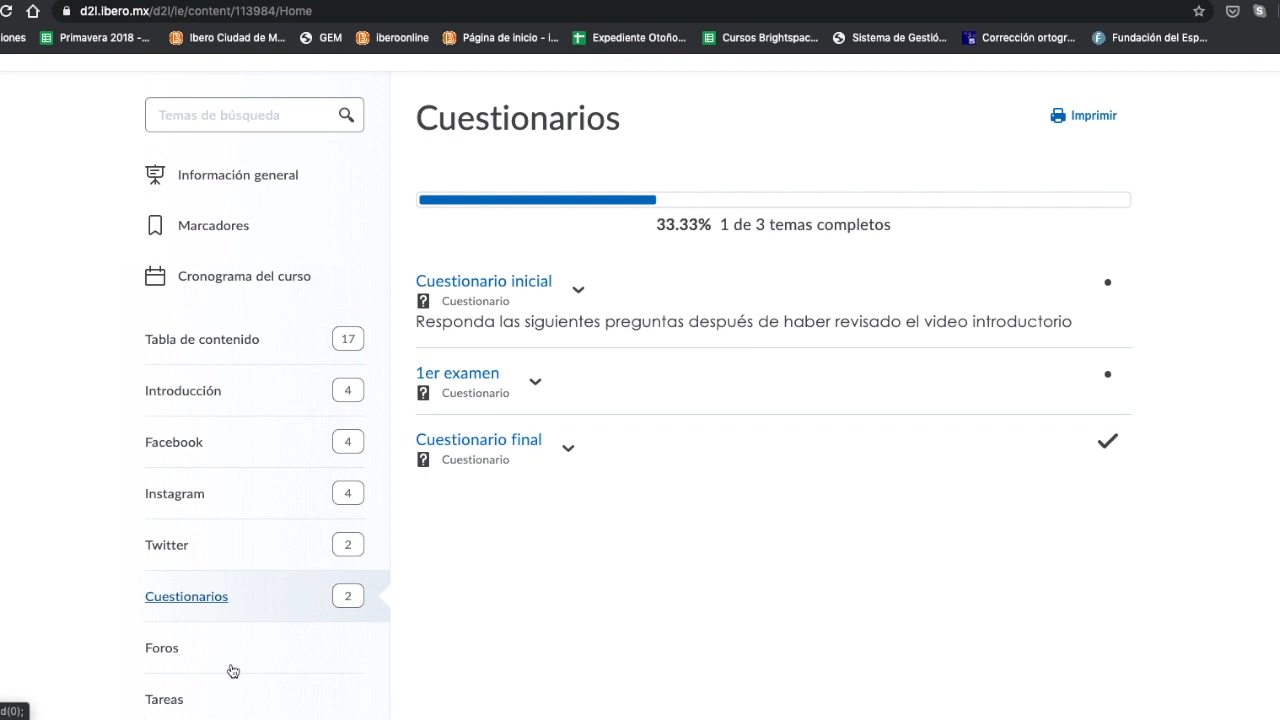 d2l.ibero.mx/d2l/le/content/113984/Home
iones Primavera 2018 -... Ibero Ciudad de M... GEM iberoonline Página de inicio - i... Expediente Otoño... Cursos Brightspac... Sistema de Gestió... Corrección ortogr... Fundación del Esp...
Temas de búsqueda
Información general
Marcadores
Cronograma del curso
Tabla de contenido 17
Introducción 4
Facebook 4
Instagram 4
Twitter 2
Cuestionarios 2
Foros
Tareas
d(0);
Cuestionarios
Imprimir
33.33% 1 de 3 temas completos
Cuestionario inicial
Cuestionario
Responda las siguientes preguntas después de haber revisado el video introductorio
1er examen
Cuestionario
Cuestionario final
Cuestionario